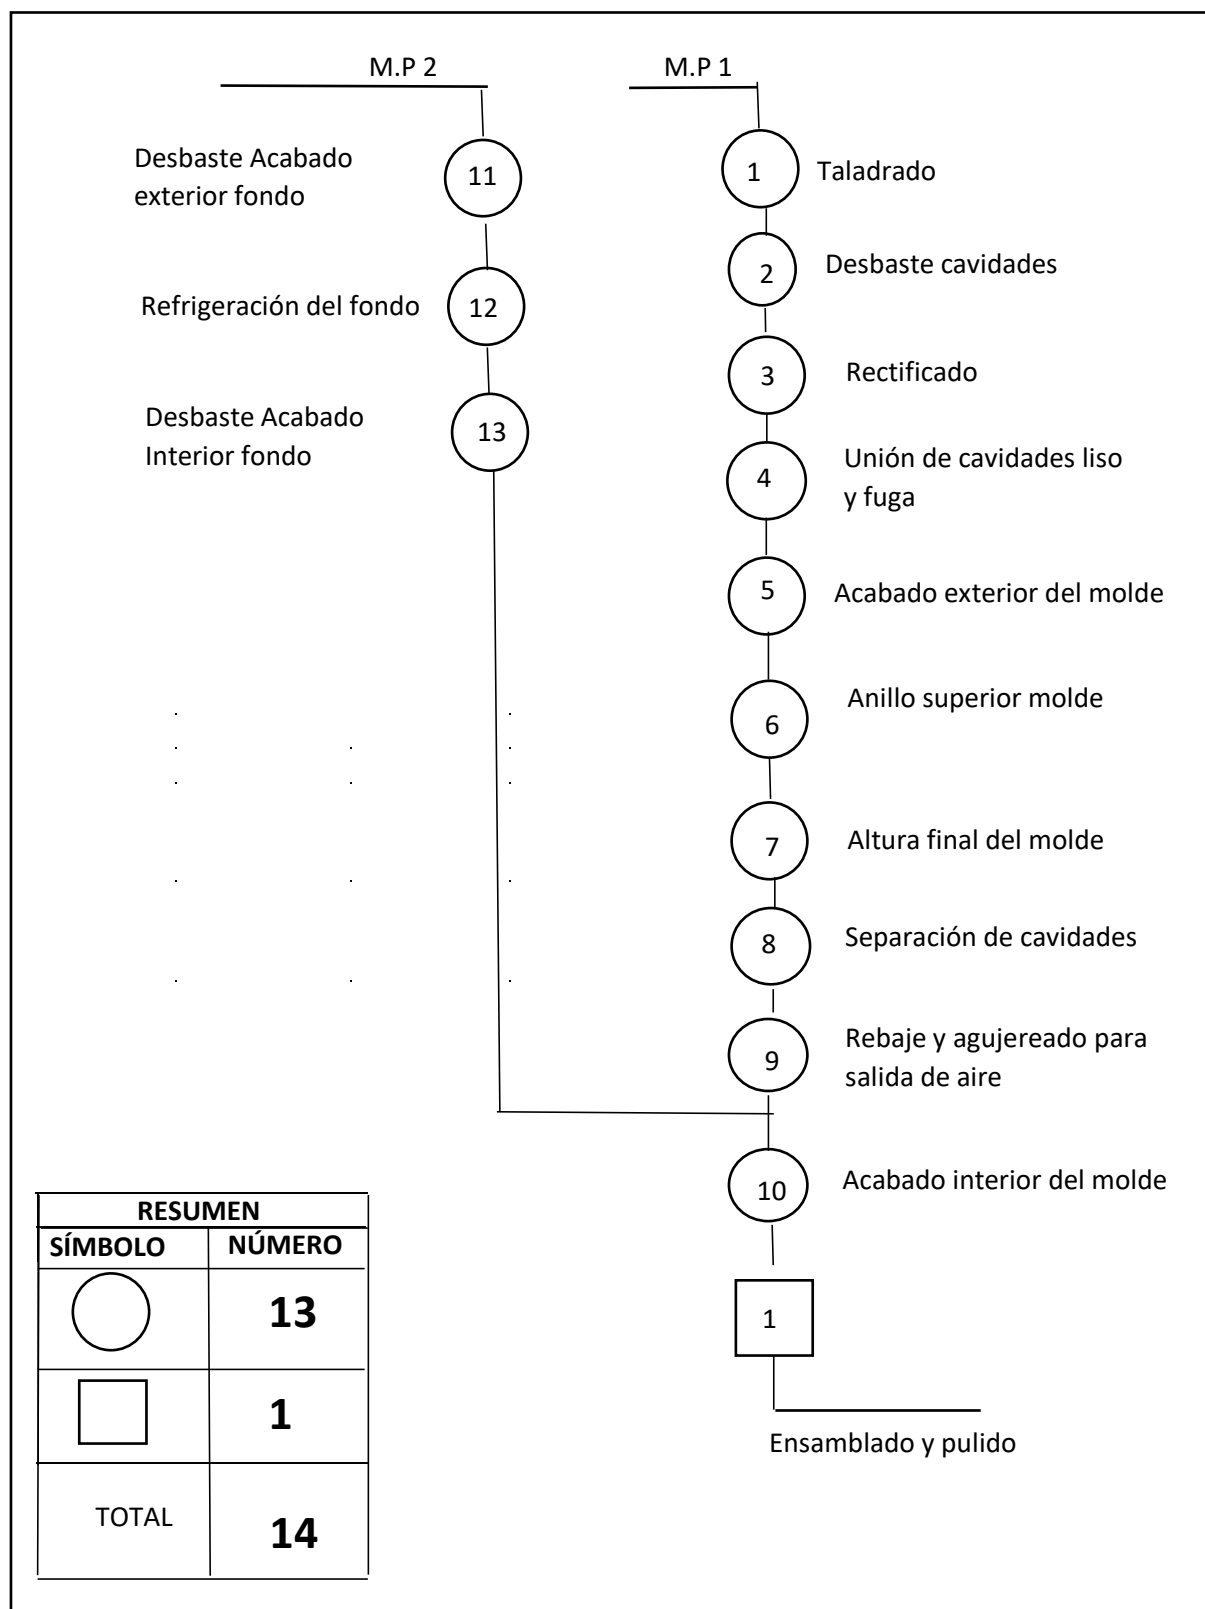 M.P 2
M.P 1
Desbaste Acabado
exterior fondo
11
1
Taladrado
2
Desbaste cavidades
Refrigeración del fondo
12
3
Rectificado
Desbaste Acabado
Interior fondo
13
4
Unión de cavidades liso
y fuga
5
Acabado exterior del molde
6
Anillo superior molde
7
Altura final del molde
8
Separación de cavidades
9
Rebaje y agujereado para
salida de aire
10
Acabado interior del molde
1
Ensamblado y pulido
RESUMEN
SÍMBOLO NÚMERO
13
1
TOTAL 14